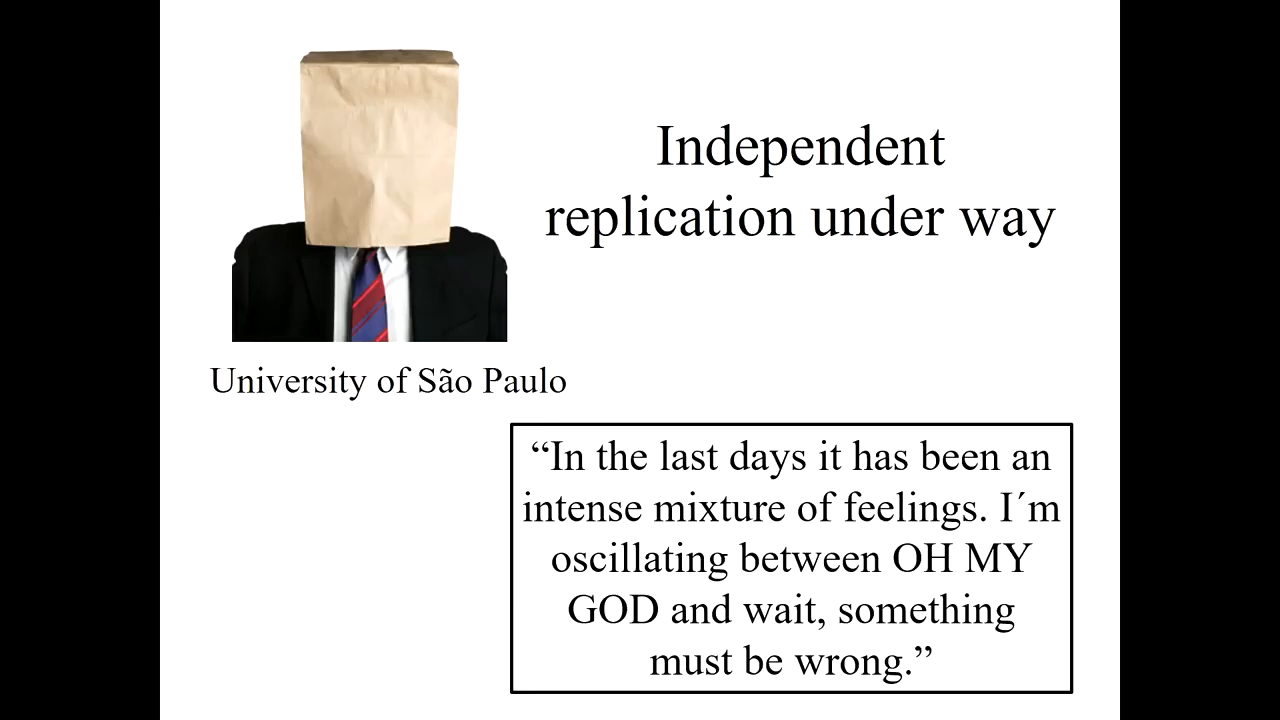 Independent
replication under way
University of São Paulo
“In the last days it has been an
intense mixture of feelings. I´m
oscillating between OH MY
GOD and wait, something
must be wrong.”